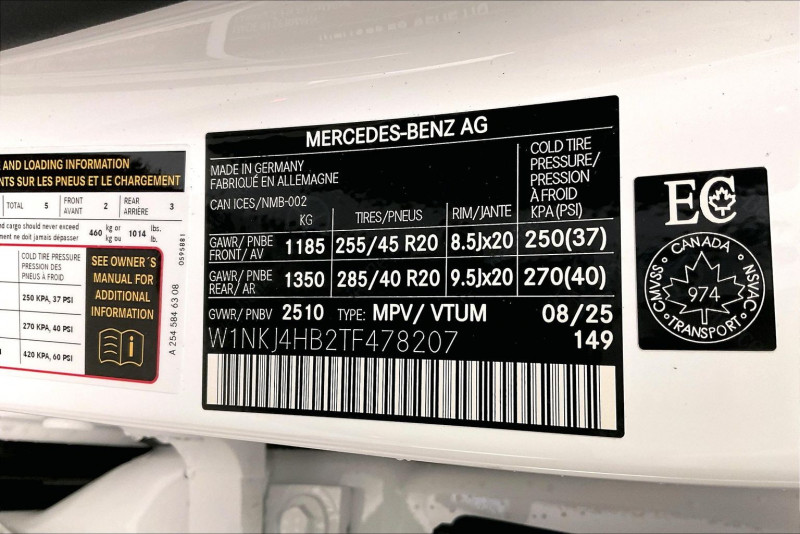 AND LOADING INFORMATION
NTS SUR LES PNEUS ET LE CHARGEMENT
TOTAL 5 FRONT AVANT 2 REAR ARRIÈRE 3
nd cargo should never exceed 460 kg or 1014 lbs.
ment ne doit jamais dépasser kg ou lb.
COLD TIRE PRESSURE
PRESSION DES
PNEUS À FROID
250 KPA, 37 PSI
270 KPA, 40 PSI
420 KPA, 60 PSI
SEE OWNER´S
MANUAL FOR
ADDITIONAL
INFORMATION
i
0595881
A 254 584 63 08
MERCEDES-BENZ AG
MADE IN GERMANY
FABRIQUÉ EN ALLEMAGNE
CAN ICES/NMB-002
COLD TIRE
PRESSURE/
PRESSION
À FROID
KG TIRES/PNEUS RIM/JANTE KPA (PSI)
GAWR/ PNBE
FRONT/ AV 1185 255/45 R20 8.5Jx20 250(37)
GAWR/ PNBE
REAR/ AR 1350 285/40 R20 9.5Jx20 270(40)
GVWR/ PNBV 2510 TYPE: MPV/ VTUM 08/25
W1NKJ4HB2TF478207 149
EC
CANADA
CMVSS NSVAC
974
TRANSPORT